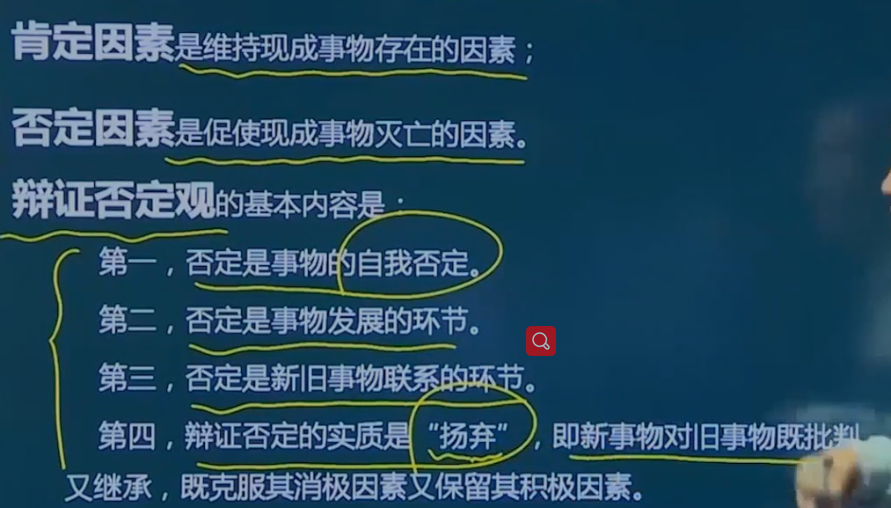 肯定因素是维持现成事物存在的因素；
否定因素是促使现成事物灭亡的因素。
辩证否定观的基本内容是：
第一，否定是事物的自我否定。
第二，否定是事物发展的环节。
第三，否定是新旧事物联系的环节。
第四，辩证否定的实质是“扬弃”，即新事物对旧事物既批判
又继承，既克服其消极因素又保留其积极因素。